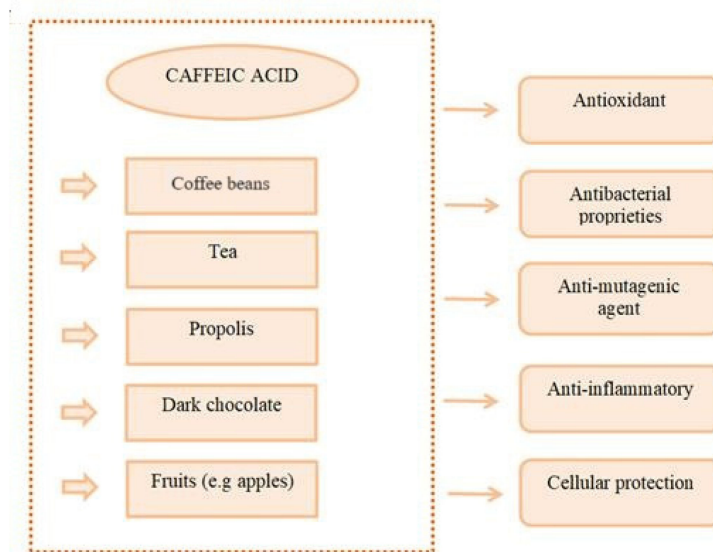 CAFFEIC ACID
Coffee beans
Tea
Propolis
Dark chocolate
Fruits (e.g apples)
Antioxidant
Antibacterial
proprieties
Anti-mutagenic
agent
Anti-inflammatory
Cellular protection